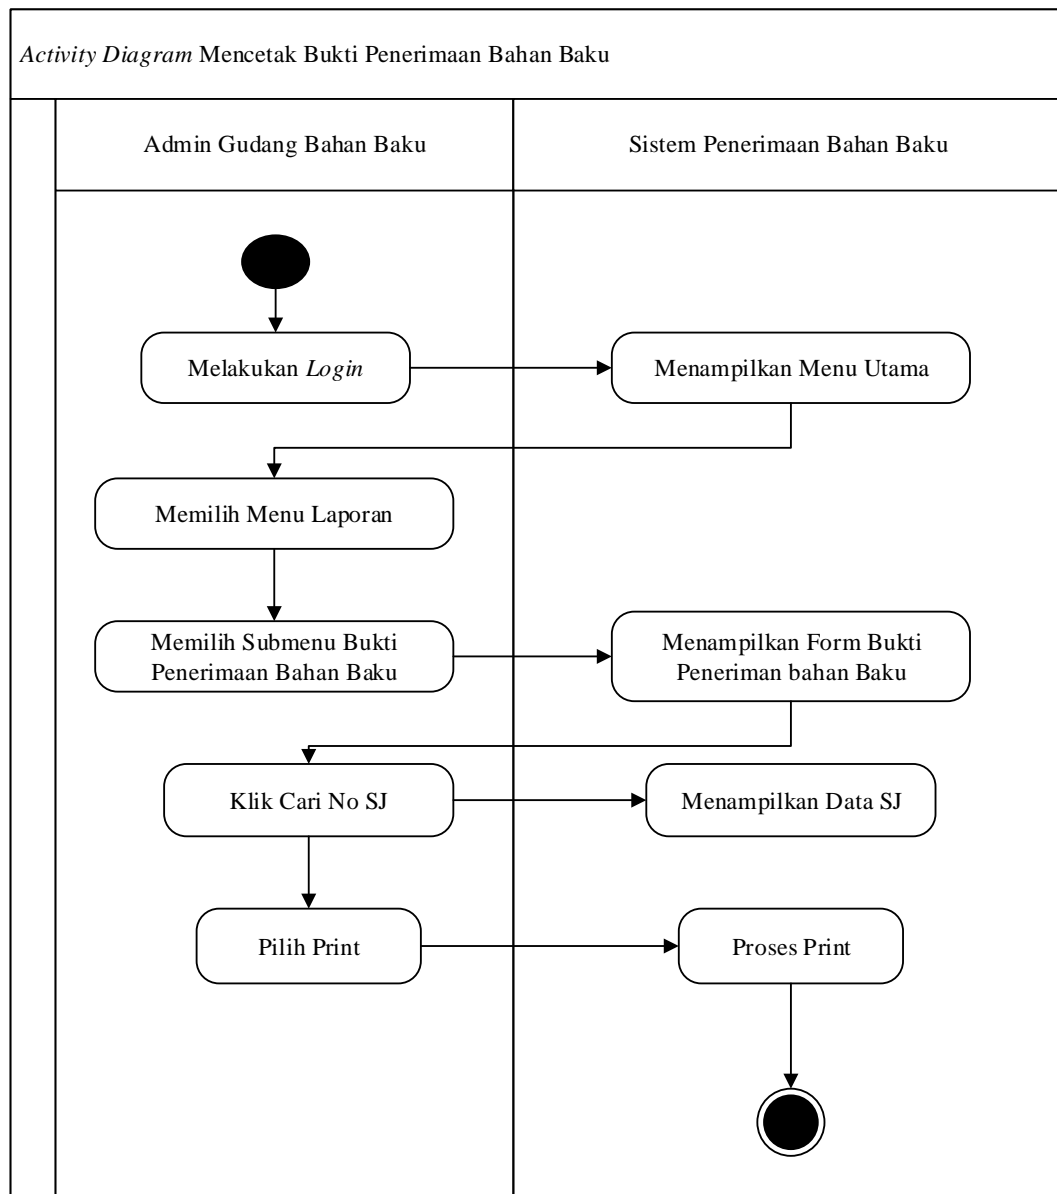 Activity Diagram Mencetak Bukti Penerimaan Bahan Baku
Admin Gudang Bahan Baku
Sistem Penerimaan Bahan Baku
Melakukan Login
Menampilkan Menu Utama
Memilih Menu Laporan
Memilih Submenu Bukti
Penerimaan Bahan Baku
Menampilkan Form Bukti
Peneriman bahan Baku
Klik Cari No SJ
Menampilkan Data SJ
Pilih Print
Proses Print